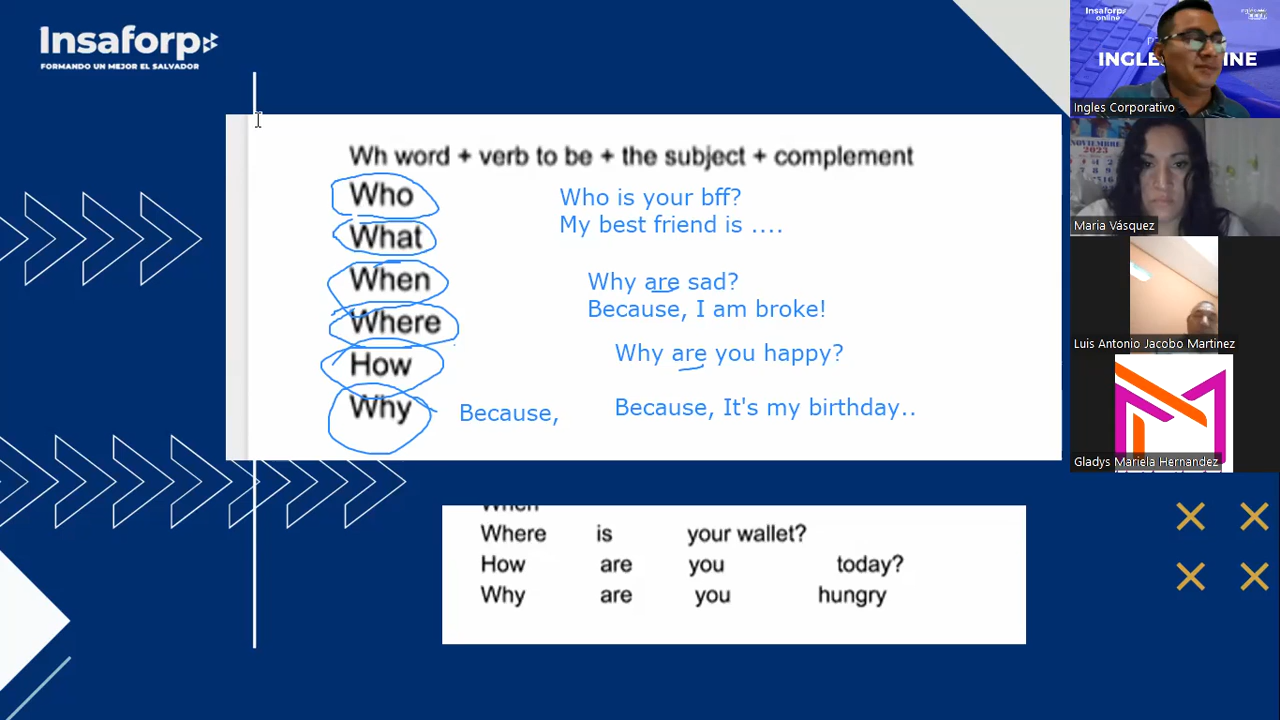 Insaforp
FORMANDO UN MEJOR EL SALVADOR
Wh word + verb to be + the subject + complement
Who
What
When
Where
How
Why
Because,
Who is your bff?
My best friend is ....
Why are sad?
Because, I am broke!
Why are you happy?
Because, It's my birthday..
When
Where is your wallet?
How are you today?
Why are you hungry
Insaforp
online
Ingles Corporativo
NOVIEMBRE
Maria Vásquez
Luis Antonio Jacobo Martinez
Gladys Mariela Hernandez